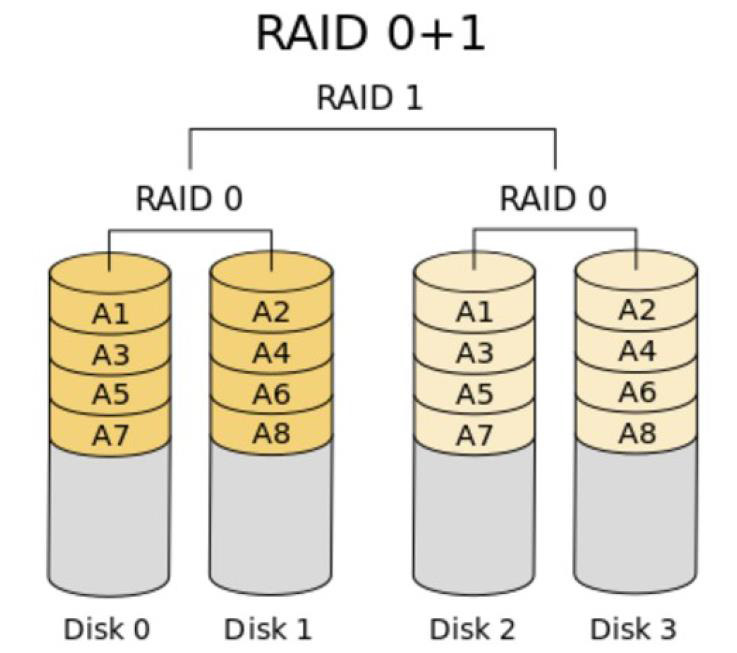 RAID 0+1
RAID 1
RAID 0 RAID 0
A1 A2 A1 A2
A3 A4 A3 A4
A5 A6 A5 A6
A7 A8 A7 A8
Disk 0 Disk 1 Disk 2 Disk 3